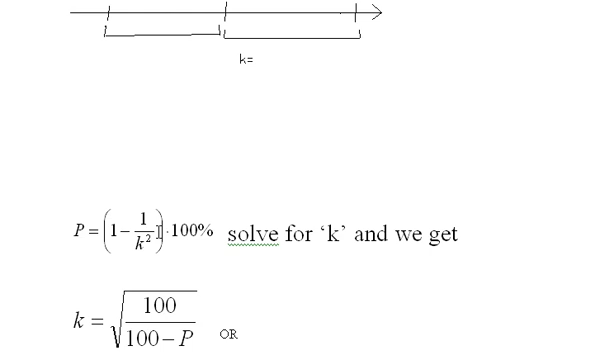 k=
P = (1 − 1/k²) · 100% solve for ‘k’ and we get
k = √(100/(100 − P)) OR